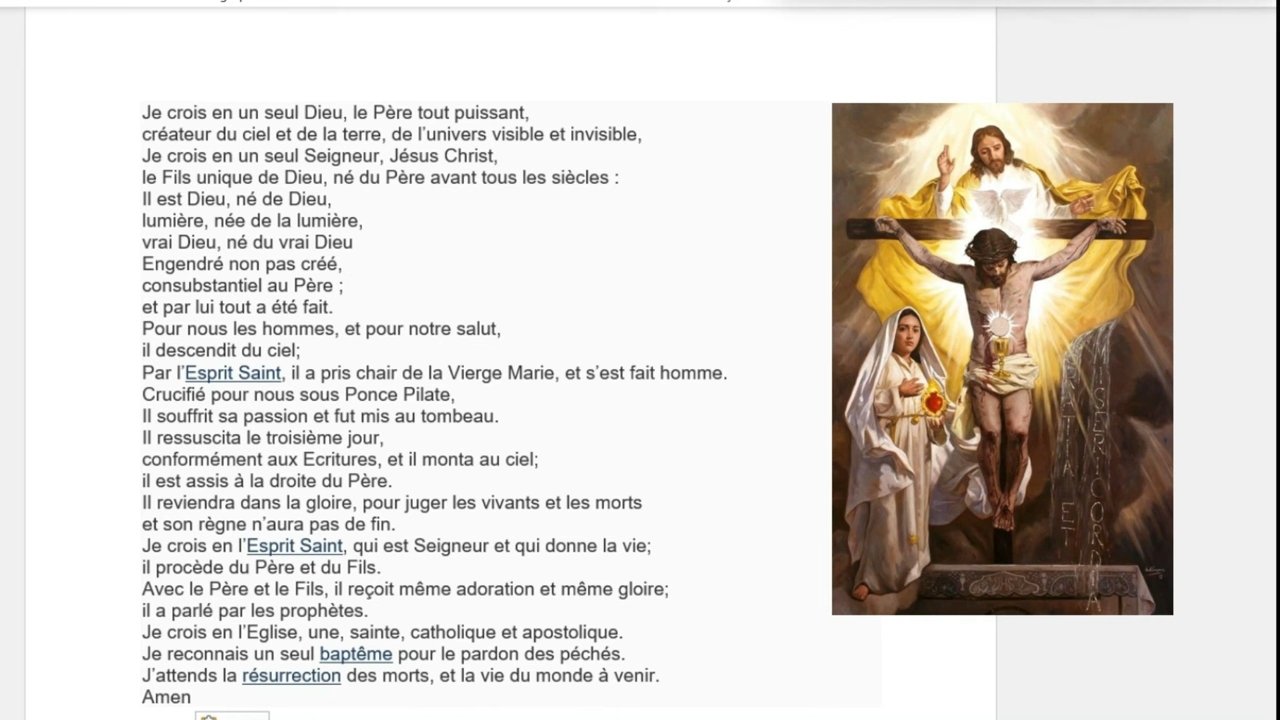 Je crois en un seul Dieu, le Père tout puissant,
créateur du ciel et de la terre, de l’univers visible et invisible,
Je crois en un seul Seigneur, Jésus Christ,
le Fils unique de Dieu, né du Père avant tous les siècles :
Il est Dieu, né de Dieu,
lumière, née de la lumière,
vrai Dieu, né du vrai Dieu
Engendré non pas créé,
consubstantiel au Père ;
et par lui tout a été fait.
Pour nous les hommes, et pour notre salut,
il descendit du ciel;
Par l’Esprit Saint, il a pris chair de la Vierge Marie, et s’est fait homme.
Crucifié pour nous sous Ponce Pilate,
Il souffrit sa passion et fut mis au tombeau.
Il ressuscita le troisième jour,
conformément aux Ecritures, et il monta au ciel;
il est assis à la droite du Père.
Il reviendra dans la gloire, pour juger les vivants et les morts
et son règne n’aura pas de fin.
Je crois en l’Esprit Saint, qui est Seigneur et qui donne la vie;
il procède du Père et du Fils.
Avec le Père et le Fils, il reçoit même adoration et même gloire;
il a parlé par les prophètes.
Je crois en l’Eglise, une, sainte, catholique et apostolique.
Je reconnais un seul baptême pour le pardon des péchés.
J’attends la résurrection des morts, et la vie du monde à venir.
Amen
GRATIA ET
MISERICORDIA